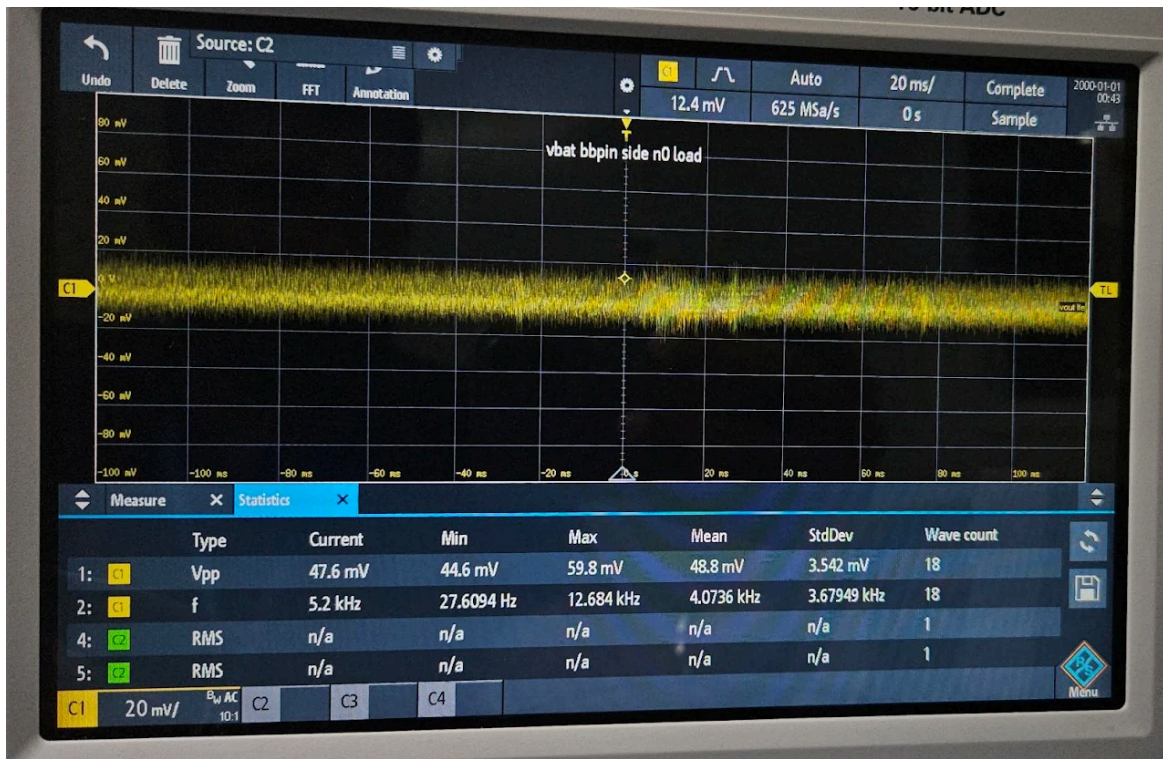 10-bit ADC
Undo
Delete
Source: C2
Zoom
FFT
Annotation
C1
Auto
20 ms/
Complete
2000-01-01
00:43
12.4 mV
625 MSa/s
0 s
Sample
80 mV
T
vbat bbpin side n0 load
60 mV
40 mV
20 mV
0 V
C1
TL
-20 mV
-40 mV
-60 mV
-80 mV
-100 mV
-100 ms
-80 ms
-60 ms
-40 ms
-20 ms
0 s
20 ms
40 ms
60 ms
80 ms
100 ms
Measure
Statistics
Type Current Min Max Mean StdDev Wave count
1: C1 Vpp 47.6 mV 44.6 mV 59.8 mV 48.8 mV 3.542 mV 18
2: C1 f 5.2 kHz 27.6094 Hz 12.684 kHz 4.0736 kHz 3.67949 kHz 18
4: C2 RMS n/a n/a n/a n/a n/a 1
5: C2 RMS n/a n/a n/a n/a n/a 1
C1 20 mV/ BW AC 10:1
C2
C3
C4
R&S
Menu